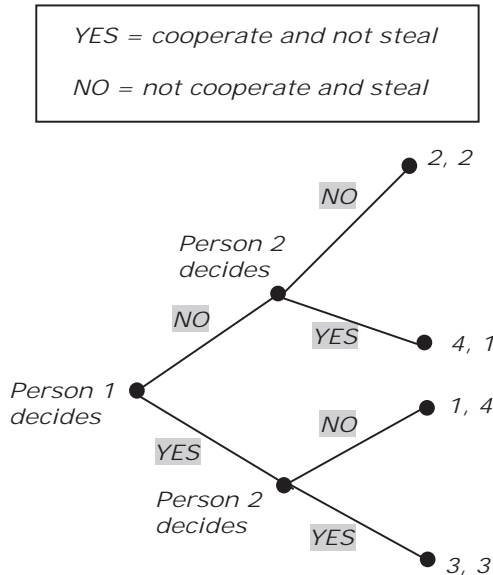 YES = cooperate and not steal
NO = not cooperate and steal
2, 2
NO
Person 2
decides
NO
YES
4, 1
Person 1
decides
1, 4
NO
YES
Person 2
decides
YES
3, 3